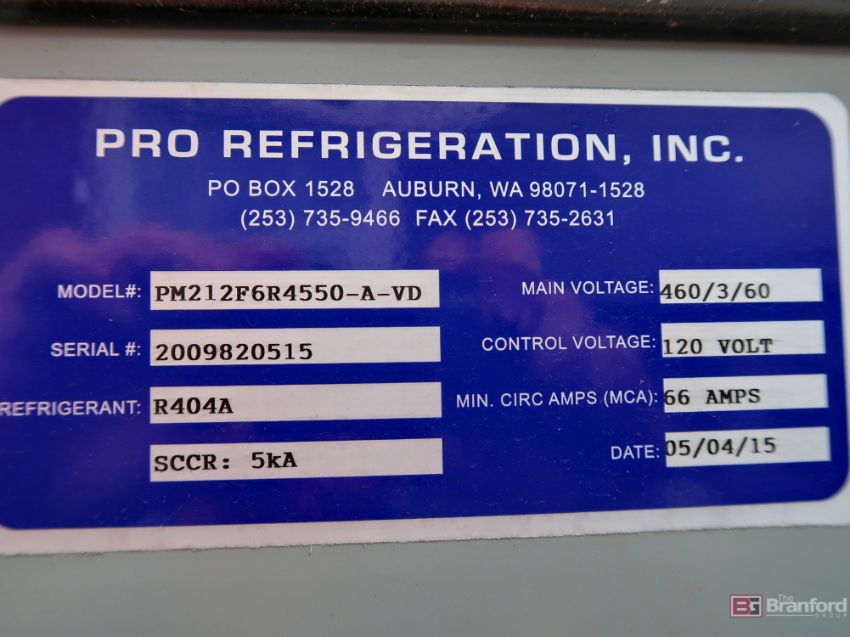 PRO REFRIGERATION, INC.
PO BOX 1528 AUBURN, WA 98071-1528
(253) 735-9466 FAX (253) 735-2631
MODEL#: PM212F6R4550-A-VD
MAIN VOLTAGE: 460/3/60
SERIAL #: 2009820515
CONTROL VOLTAGE: 120 VOLT
REFRIGERANT: R404A
MIN. CIRC AMPS (MCA): 66 AMPS
SCCR: 5kA
DATE: 05/04/15
BG The Branford GROUP